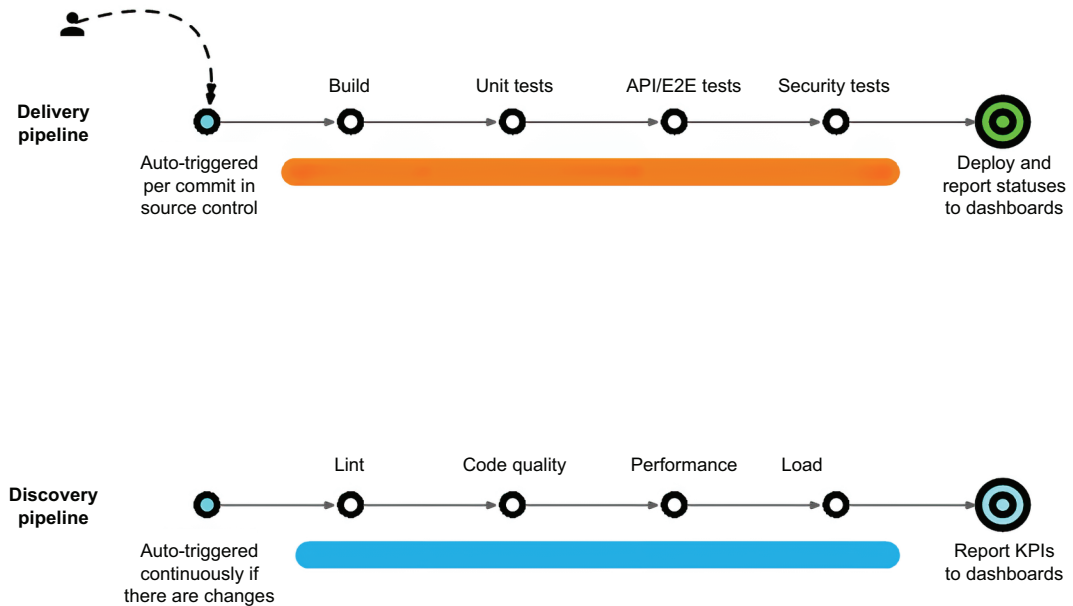 Build
Unit tests
API/E2E tests
Security tests
Delivery
pipeline
Auto-triggered
per commit in
source control
Deploy and
report statuses
to dashboards
Lint
Code quality
Performance
Load
Discovery
pipeline
Auto-triggered
continuously if
there are changes
Report KPIs
to dashboards